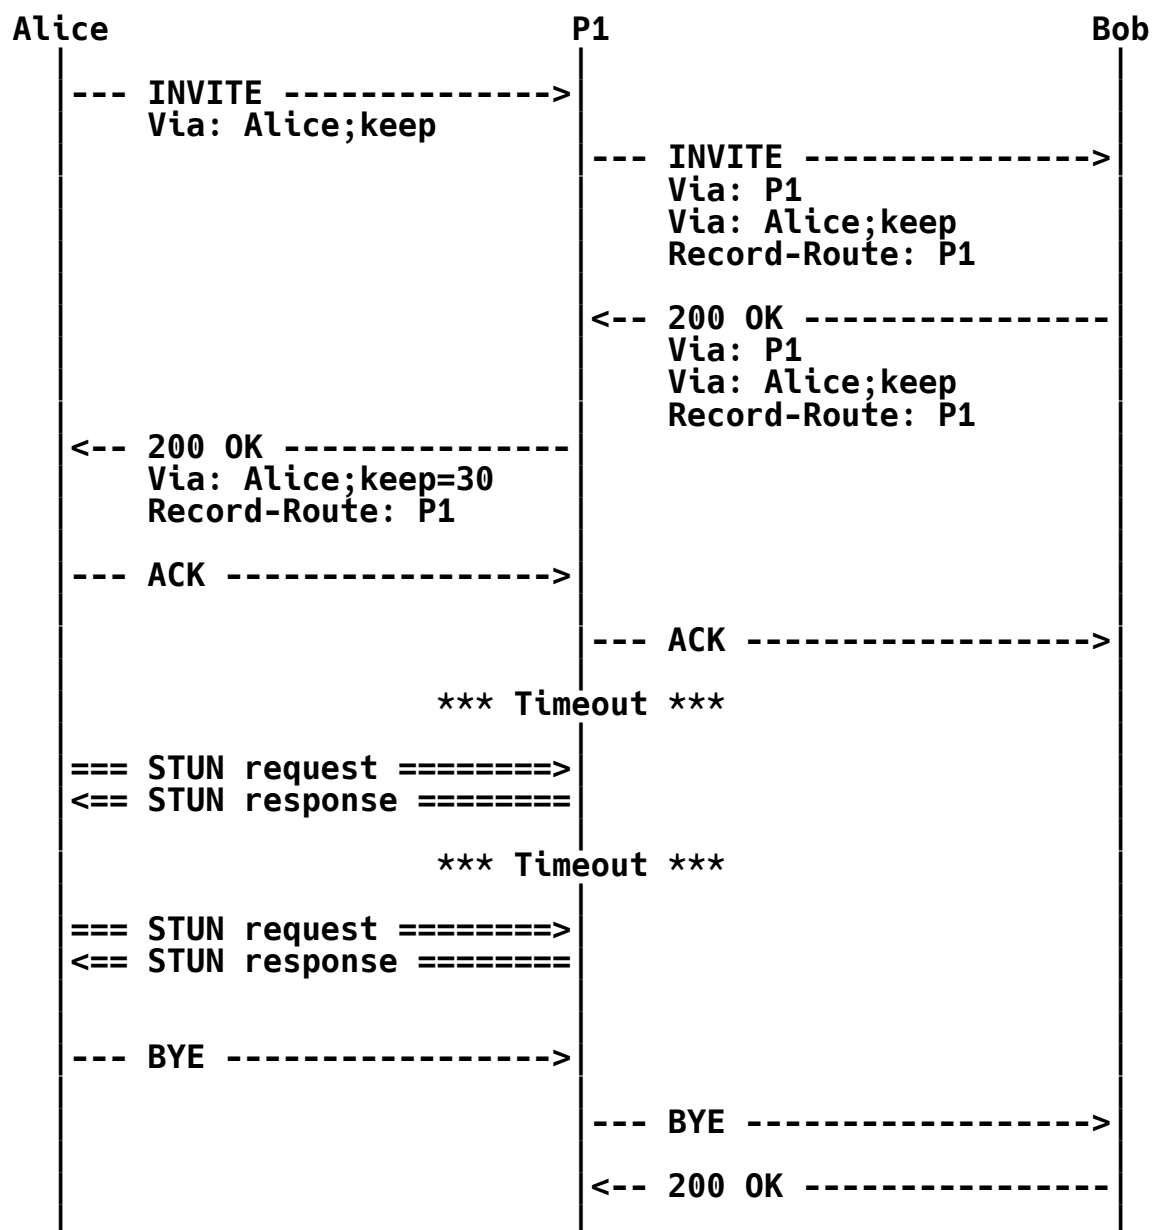 Alice P1 Bob
--- INVITE -------------->
Via: Alice;keep
--- INVITE --------------->
Via: P1
Via: Alice;keep
Record-Route: P1
<-- 200 OK ----------------
Via: P1
Via: Alice;keep
Record-Route: P1
<-- 200 OK ---------------
Via: Alice;keep=30
Record-Route: P1
--- ACK ----------------->
--- ACK ------------------>
*** Timeout ***
=== STUN request ========>
<== STUN response ========
*** Timeout ***
=== STUN request ========>
<== STUN response ========
--- BYE ----------------->
--- BYE ------------------>
<-- 200 OK ----------------